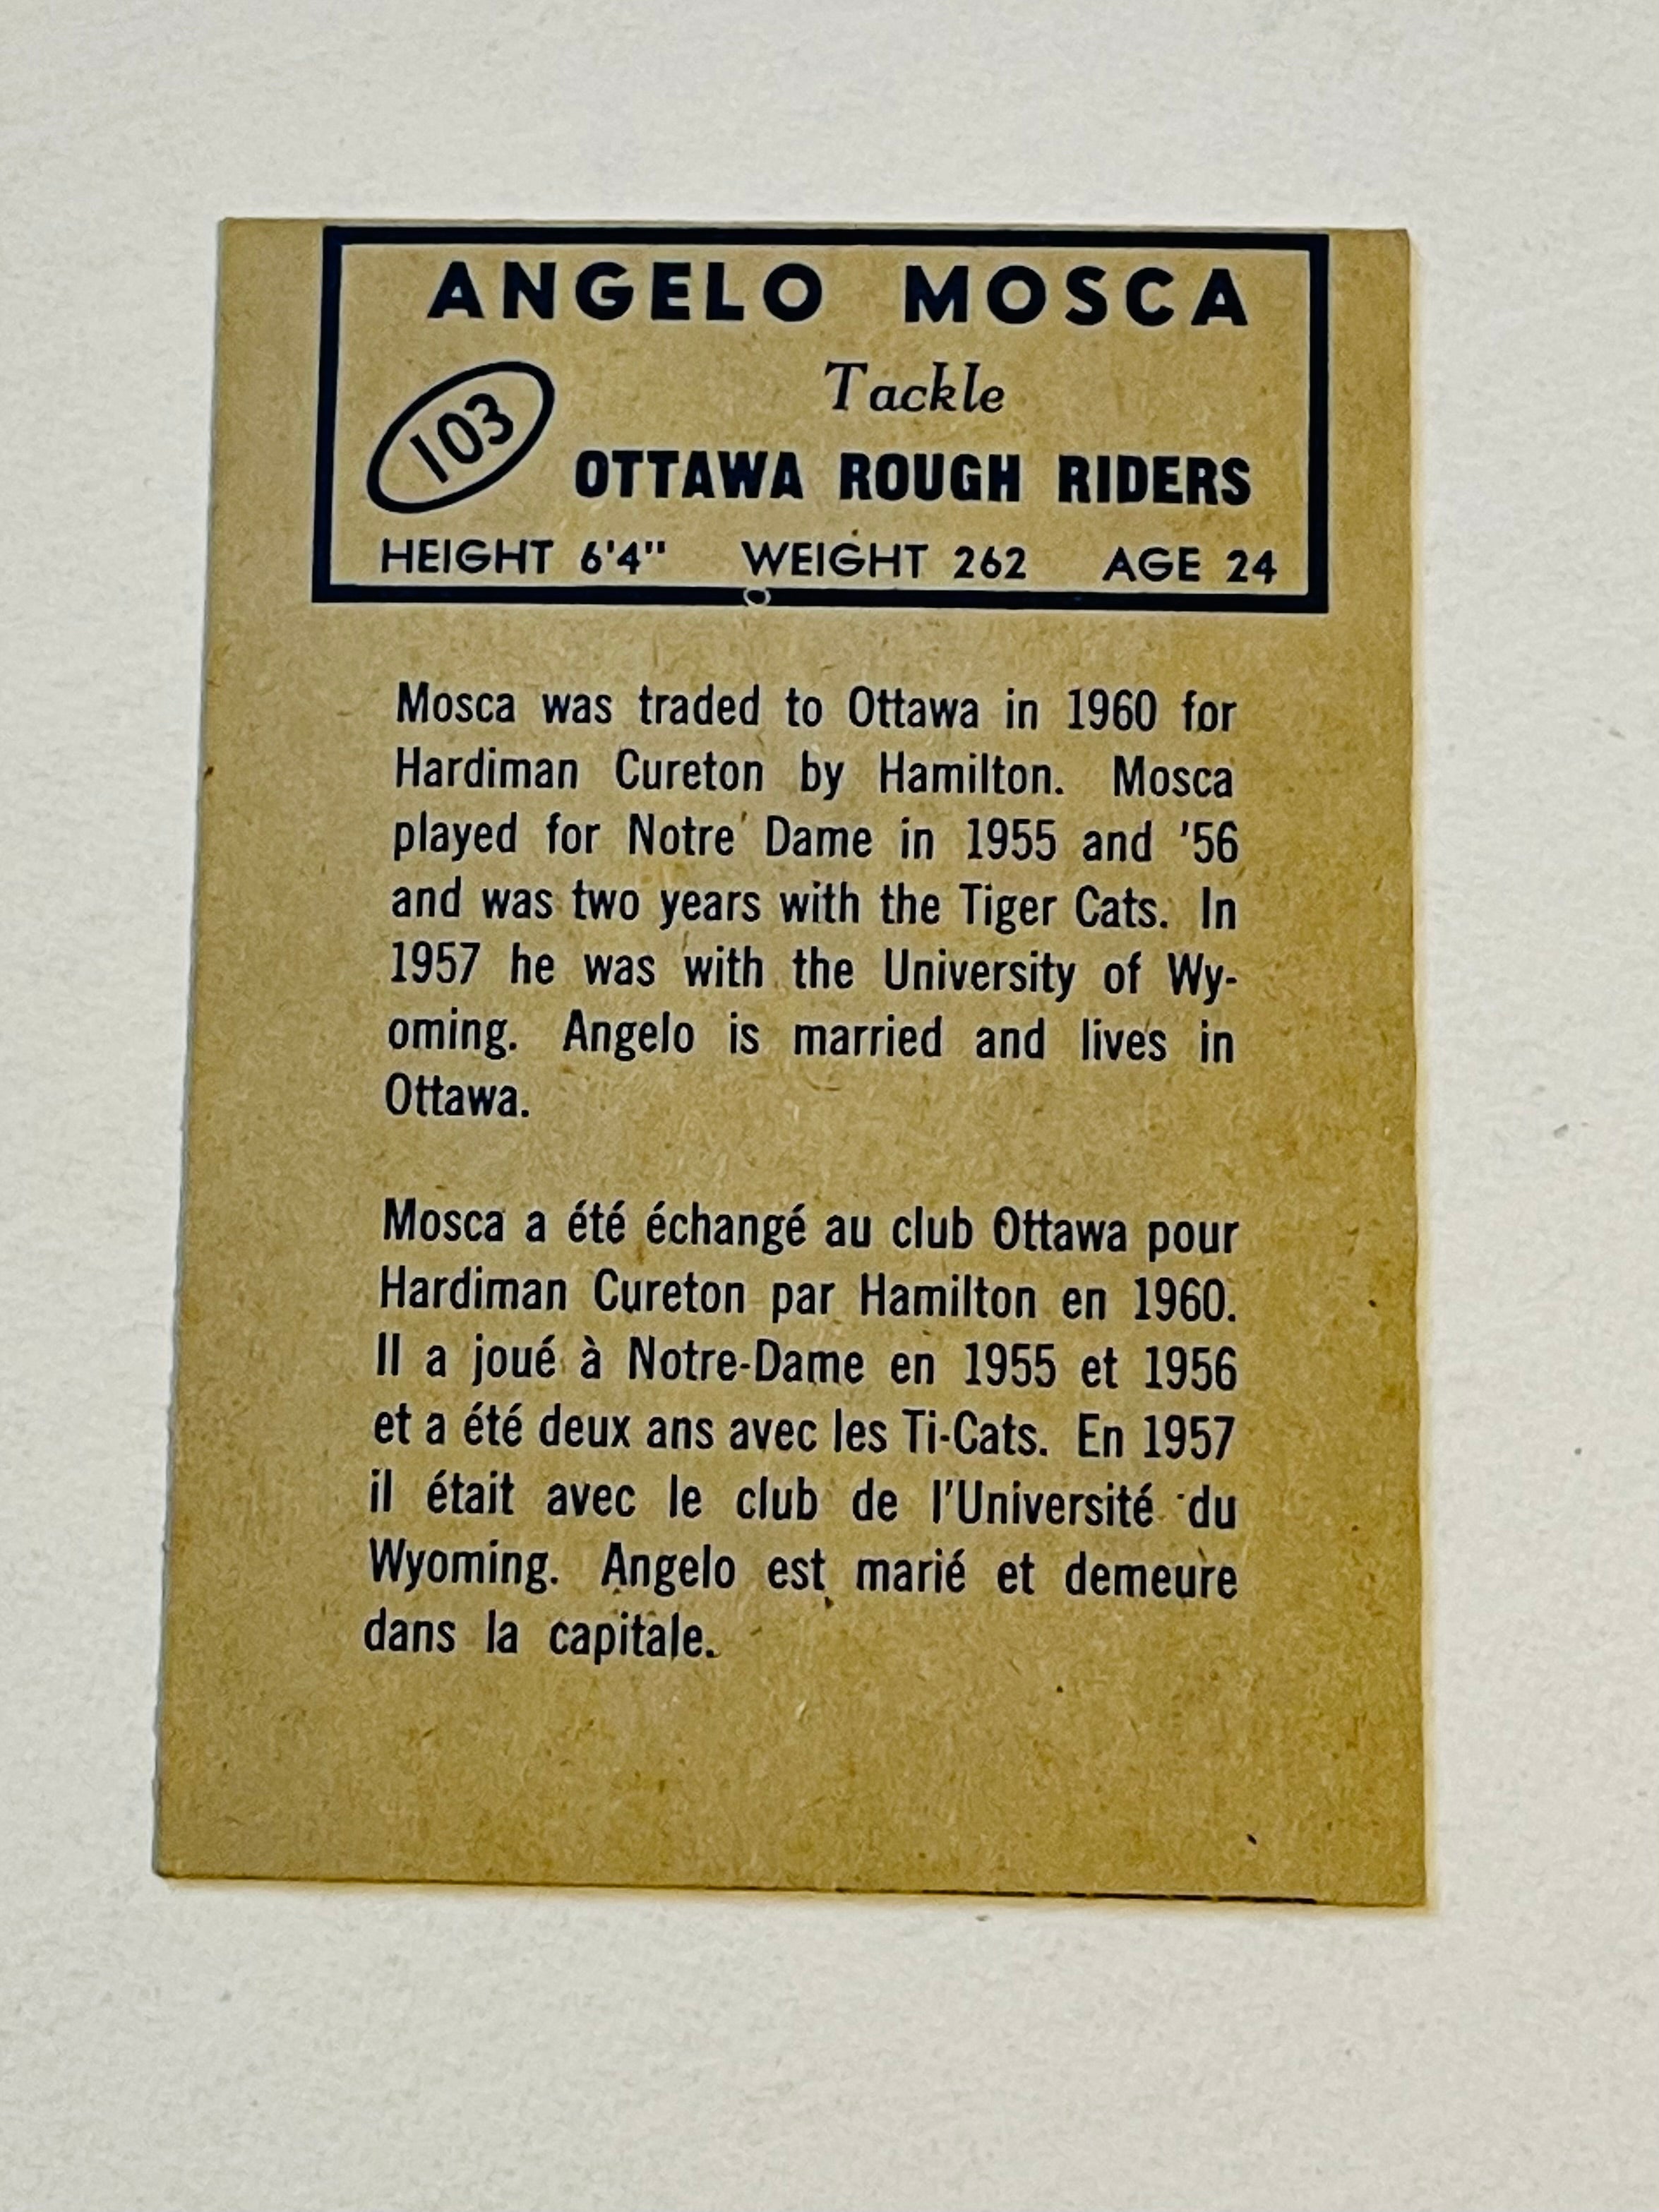 ANGELO MOSCA
Tackle
103
OTTAWA ROUGH RIDERS
HEIGHT 6'4" WEIGHT 262 AGE 24
Mosca was traded to Ottawa in 1960 for
Hardiman Cureton by Hamilton. Mosca
played for Notre Dame in 1955 and '56
and was two years with the Tiger Cats. In
1957 he was with the University of Wy-
oming. Angelo is married and lives in
Ottawa.
Mosca a été échangé au club Ottawa pour
Hardiman Cureton par Hamilton en 1960.
Il a joué à Notre-Dame en 1955 et 1956
et a été deux ans avec les Ti-Cats. En 1957
il était avec le club de l'Université du
Wyoming. Angelo est marié et demeure
dans la capitale.